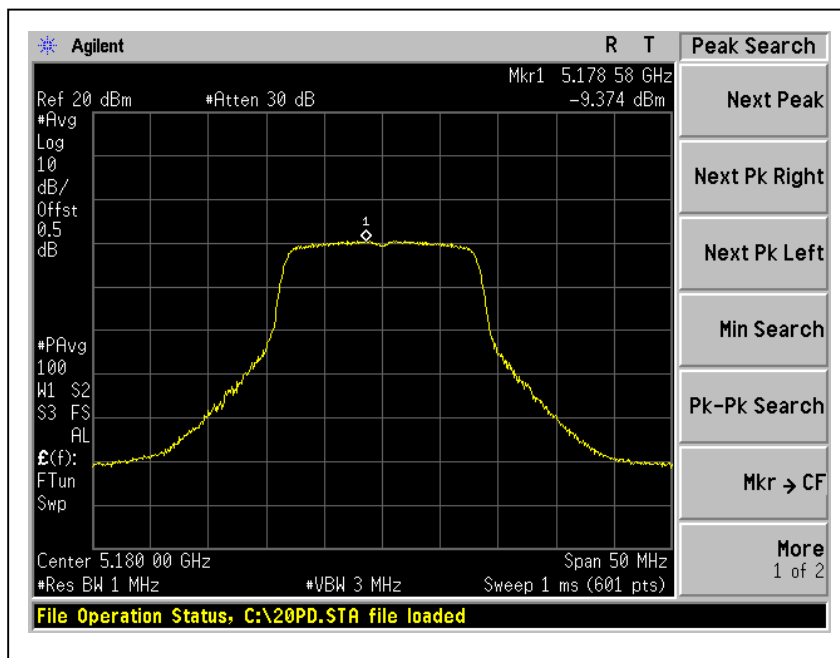 Agilent R T
Peak Search
Mkr1 5.178 58 GHz
Ref 20 dBm #Atten 30 dB -9.374 dBm
#Avg
Log
10
dB/
Offst
0.5
dB
1
#PAvg
100
W1 S2
S3 FS
AL
£(f):
FTun
Swp
Center 5.180 00 GHz Span 50 MHz
#Res BW 1 MHz #VBW 3 MHz Sweep 1 ms (601 pts)
File Operation Status, C:\20PD.STA file loaded
Next Peak
Next Pk Right
Next Pk Left
Min Search
Pk-Pk Search
Mkr → CF
More
1 of 2